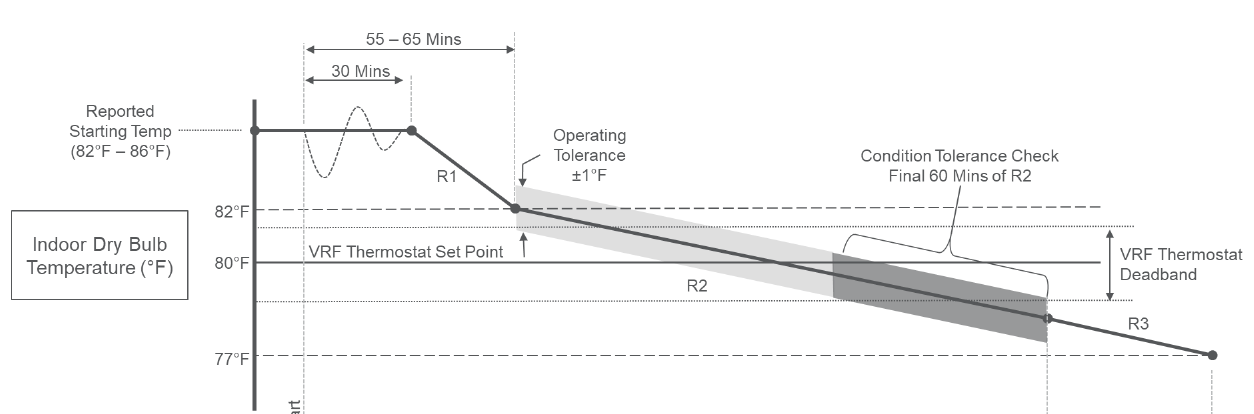 55 – 65 Mins
30 Mins
Reported
Starting Temp
(82°F – 86°F)
Operating
Tolerance
±1°F
Condition Tolerance Check
Final 60 Mins of R2
R1
82°F
Indoor Dry Bulb
Temperature (°F)
VRF Thermostat Set Point
VRF Thermostat
Deadband
80°F
R2
R3
77°F